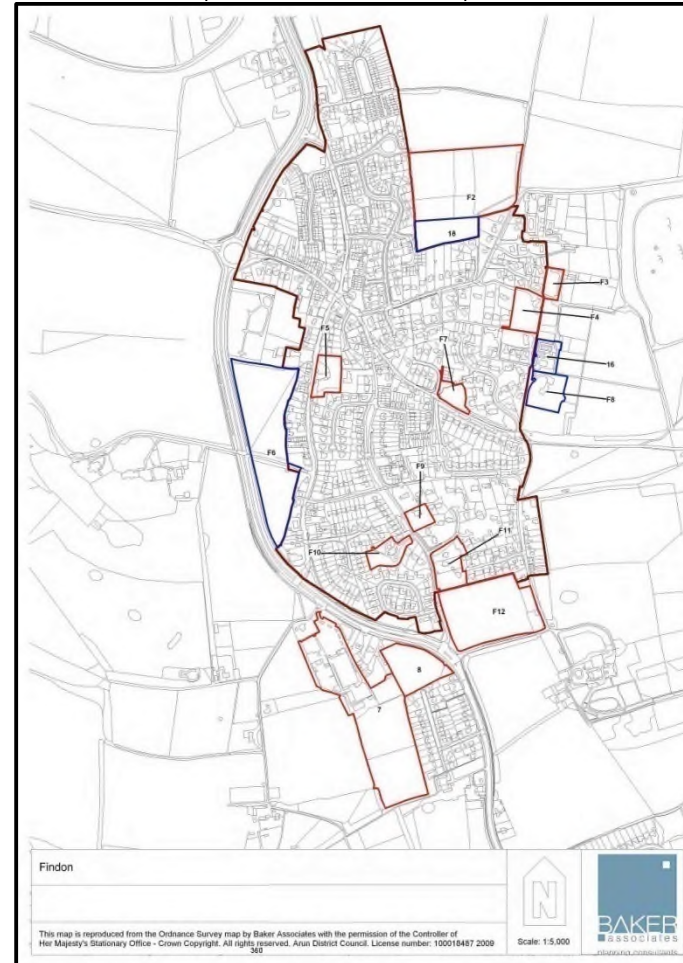 F2
18
F3
F4
F5
F7
16
F8
F6
F9
F11
F10
F12
8
7
Findon
This map is reproduced from the Ordnance Survey map by Baker Associates with the permission of the Controller of
Her Majesty's Stationary Office - Crown Copyright. All rights reserved. Arun District Council. License number: 100018487 2009
360
N
Scale: 1:5,000
BAKER
associates
planning consultants